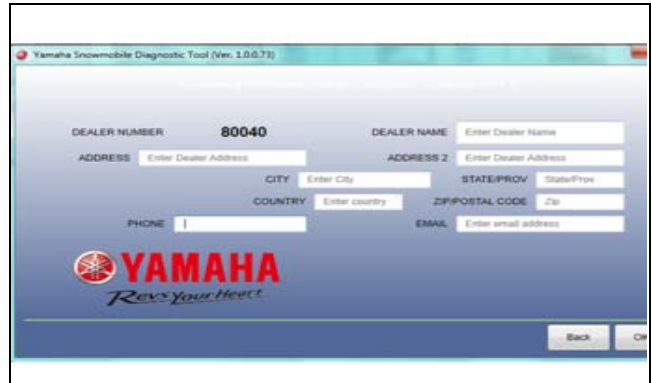 Yamaha Snowmobile Diagnostic Tool (Ver. 1.0.0.73)
DEALER NUMBER 80040 DEALER NAME Enter Dealer Name
ADDRESS Enter Dealer Address ADDRESS 2 Enter Dealer Address
CITY Enter City STATE/PROV State/Prov
COUNTRY Enter country ZIP/POSTAL CODE Zip
PHONE EMAIL Enter email address
YAMAHA
Revs Your Heart
Back